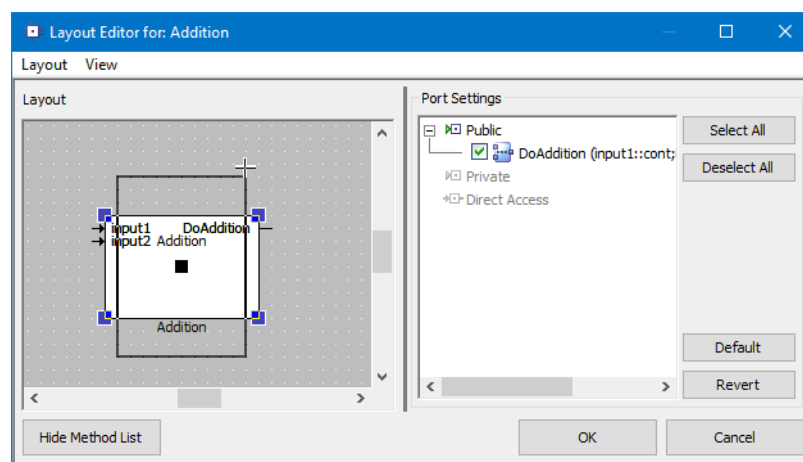 Layout Editor for: Addition
Layout View
Layout
Port Settings
Public
DoAddition (input1::cont;
Private
Direct Access
Select All
Deselect All
input1 DoAddition
input2 Addition
Addition
Default
Revert
Hide Method List
OK
Cancel